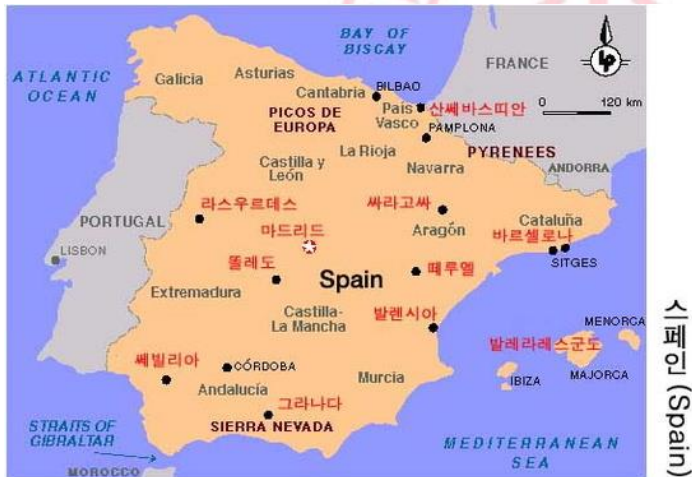 BAY OF
BISCAY
FRANCE
ATLANTIC
OCEAN
Galicia
Asturias
Cantabria
BILBAO
PICOS DE
EUROPA
País
Vasco
산쎄바스띠안
0 120 km
PAMPLONA
La Rioja
Navarra
PYRENEES
ANDORRA
Castilla y
León
라스우르데스
싸라고싸
Aragón
Cataluña
PORTUGAL
마드리드
바르셀로나
SITGES
LISBON
똘레도
Spain
떼루엘
Extremadura
Castilla-
La Mancha
발렌시아
MENORCA
발레라레스군도
MAJORCA
IBIZA
쎄빌리아
CÓRDOBA
Andalucía
Murcia
그라나다
SIERRA NEVADA
STRAITS OF
GIBRALTAR
MEDITERRANEAN
SEA
MOROCCO
(Spain)